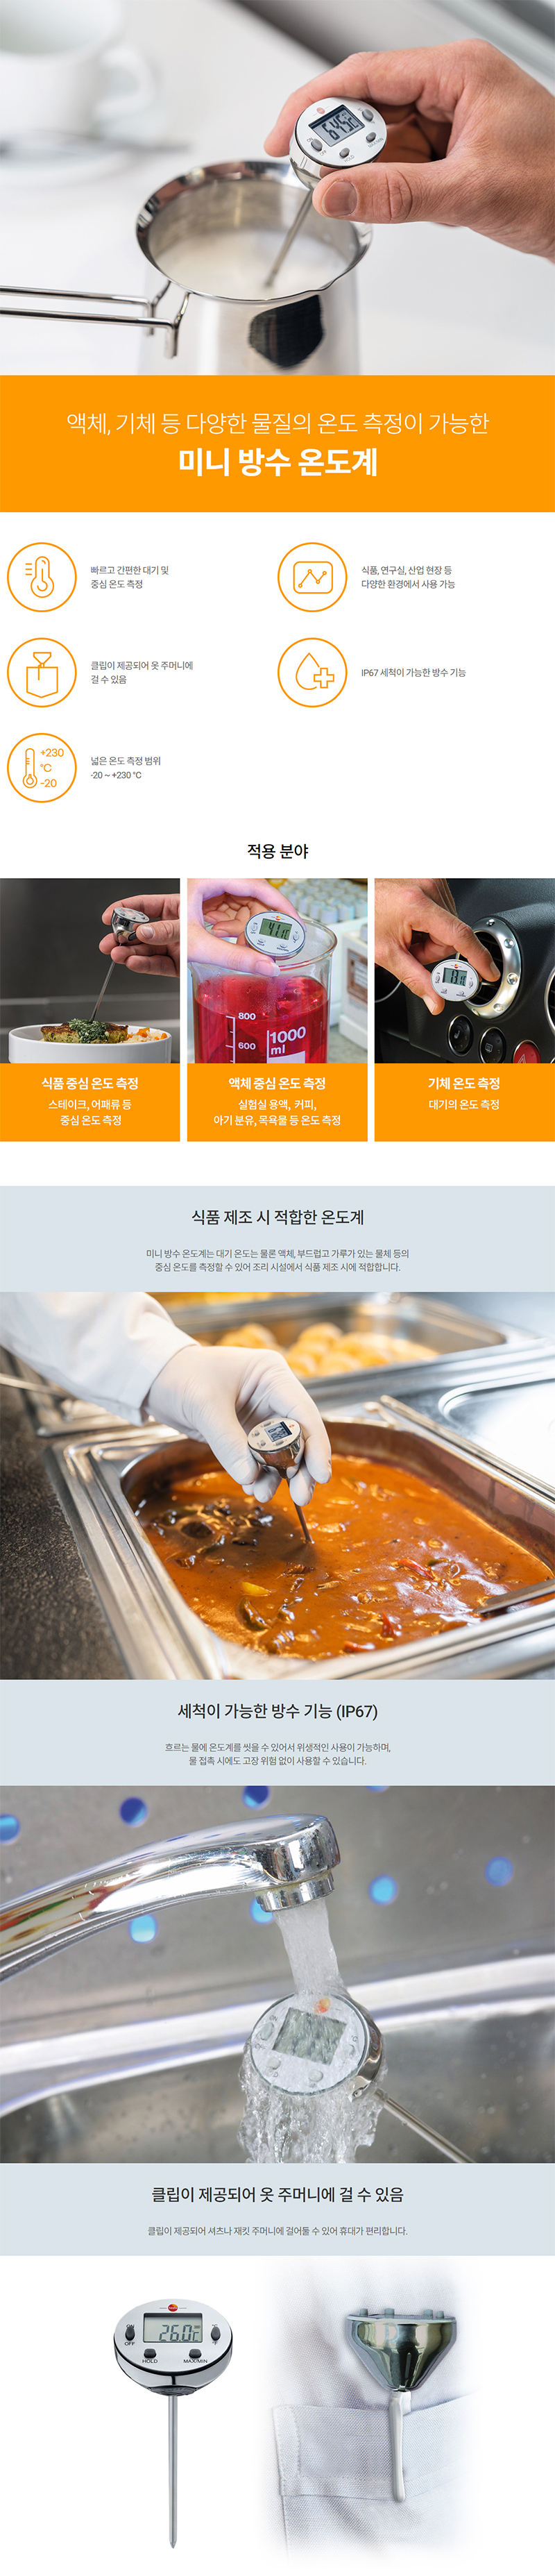 64.5°C
액체, 기체 등 다양한 물질의 온도 측정이 가능한
미니 방수 온도계
빠르고 간편한 대기 및
중심 온도 측정
식품, 연구실, 산업 현장 등
다양한 환경에서 사용 가능
클립이 제공되어 옷 주머니에
걸 수 있음
IP67 세척이 가능한 방수 기능
+230
°C
-20
넓은 온도 측정 범위
-20 ~ +230 °C
적용 분야
800
600
1000
ml
식품 중심 온도 측정
스테이크, 어패류 등
중심 온도 측정
액체 중심 온도 측정
실험실 용액, 커피,
아기 분유, 목욕물 등 온도 측정
기체 온도 측정
대기의 온도 측정
식품 제조 시 적합한 온도계
미니 방수 온도계는 대기 온도는 물론 액체, 부드럽고 가루가 있는 물체 등의
중심 온도를 측정할 수 있어 조리 시설에서 식품 제조 시에 적합합니다.
세척이 가능한 방수 기능 (IP67)
흐르는 물에 온도계를 씻을 수 있어서 위생적인 사용이 가능하며,
물 접촉 시에도 고장 위험 없이 사용할 수 있습니다.
ON
클립이 제공되어 옷 주머니에 걸 수 있음
클립이 제공되어 셔츠나 재킷 주머니에 걸어둘 수 있어 휴대가 편리합니다.
26.0°C
ON
OFF
°C
°F
HOLD
MAX/MIN